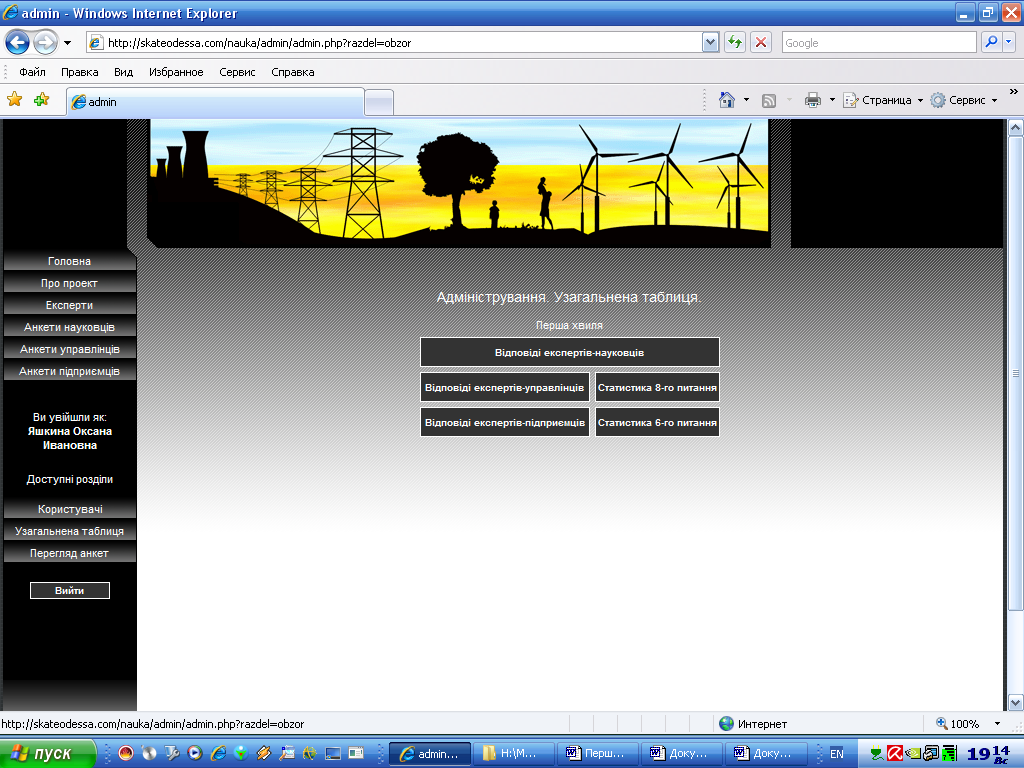 admin - Windows Internet Explorer
http://skateodessa.com/nauka/admin/admin.php?razdel=obzor
Google
Файл Правка Вид Избранное Сервис Справка
admin
Страница Сервис
Головна
Про проект
Експерти
Анкети науковців
Анкети управлінців
Анкети підприємців
Ви увійшли як:
Яшкина Оксана
Ивановна
Доступні розділи
Користувачі
Узагальнена таблиця
Перегляд анкет
Вийти
Адміністрування. Узагальнена таблиця.
Перша хвиля
Відповіді експертів-науковців
Відповіді експертів-управлінців Статистика 8-го питання
Відповіді експертів-підприємців Статистика 6-го питання
http://skateodessa.com/nauka/admin/admin.php?razdel=obzor
Интернет
100%
пуск
admin...
H:\М...
Перш...
Доку...
Доку...
EN
19 14
Вс